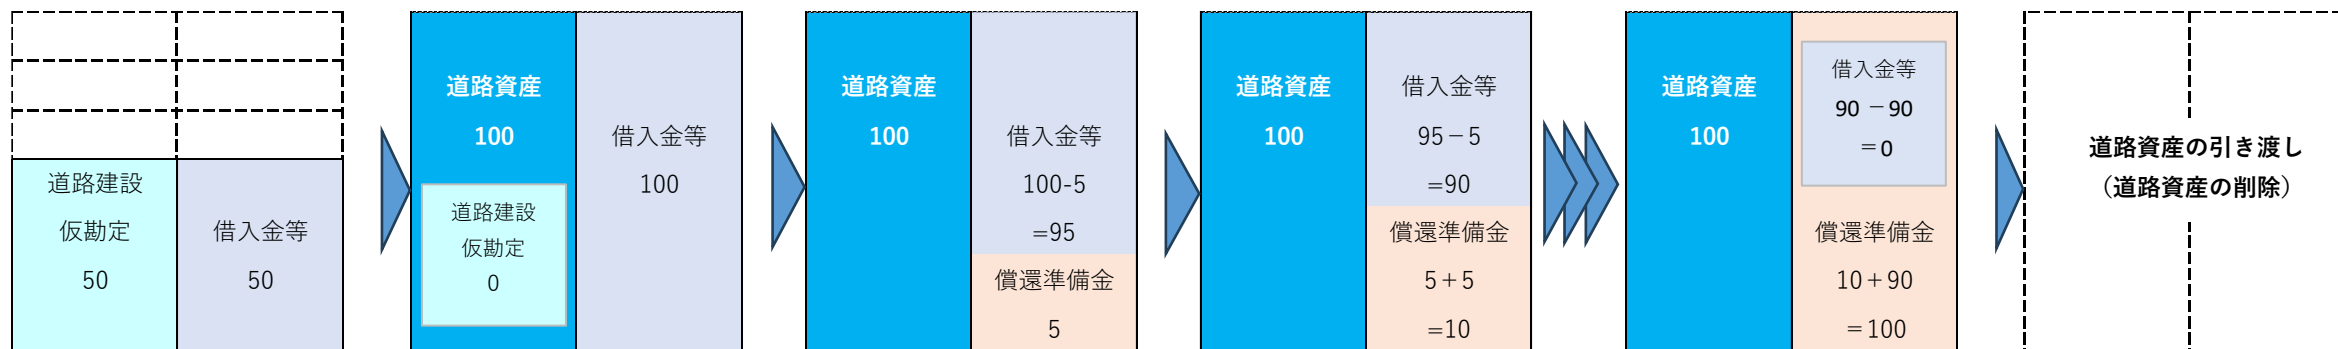 道路建設
仮勘定
50
借入金等
50
道路資産
100
道路建設
仮勘定
0
借入金等
100
道路資産
100
借入金等
100-5
=95
償還準備金
5
道路資産
100
借入金等
95－5
=90
償還準備金
5＋5
=10
道路資産
100
借入金等
90 －90
＝0
償還準備金
10＋90
＝100
道路資産の引き渡し
（道路資産の削除）